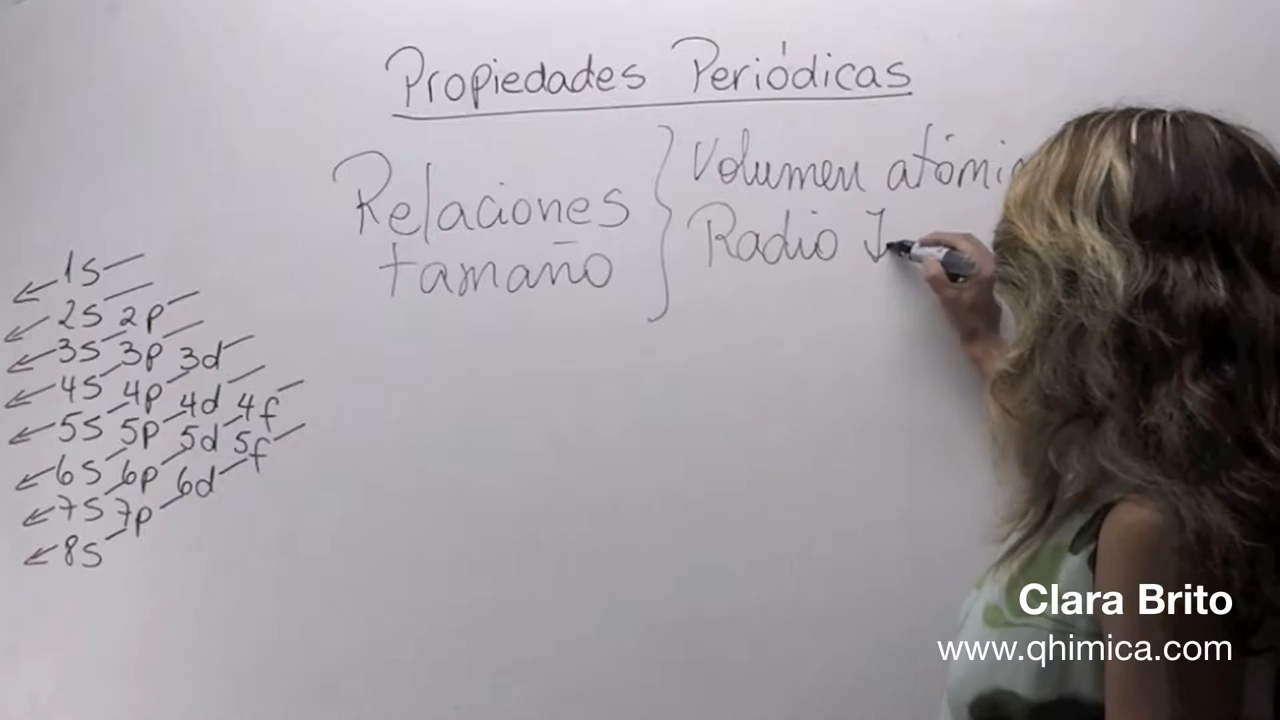 Propiedades Periódicas
Relaciones
tamaño
Volumen atómi
Radio I
1s
2s 2p
3s 3p 3d
4s 4p 4d 4f
5s 5p 5d 5f
6s 6p 6d
7s 7p
8s
Clara Brito
www.qhimica.com